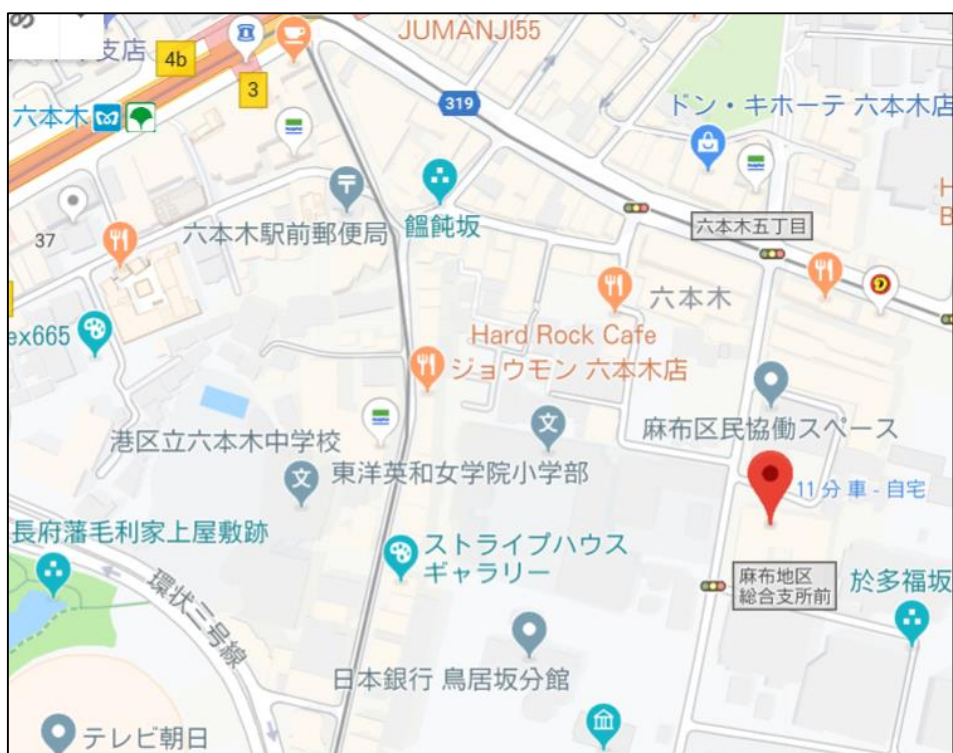 支店
JUMANJI55
4b
3
六本木
319
ドン・キホーテ 六本木店
六本木駅前郵便局
饂飩坂
六本木五丁目
37
六本木
ex665
Hard Rock Cafe
ジョウモン 六本木店
麻布区民協働スペース
港区立六本木中学校
東洋英和女学院小学部
11 分 車 - 自宅
長府藩毛利家上屋敷跡
ストライプハウス
ギャラリー
麻布地区
総合支所前
於多福坂
環状三号線
日本銀行 鳥居坂分館
テレビ朝日